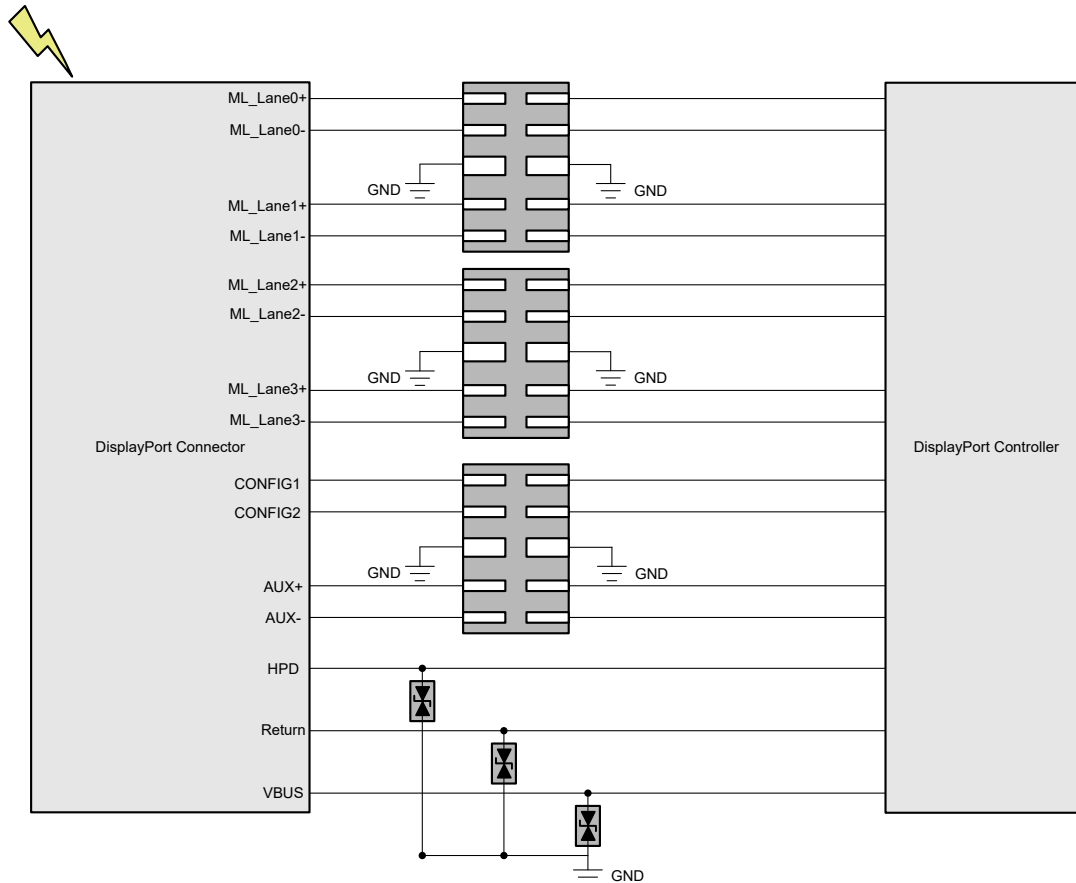 ML_Lane0+
ML_Lane0-
GND
GND
ML_Lane1+
ML_Lane1-
ML_Lane2+
ML_Lane2-
GND
GND
ML_Lane3+
ML_Lane3-
DisplayPort Connector
DisplayPort Controller
CONFIG1
CONFIG2
GND
GND
AUX+
AUX-
HPD
Return
VBUS
GND